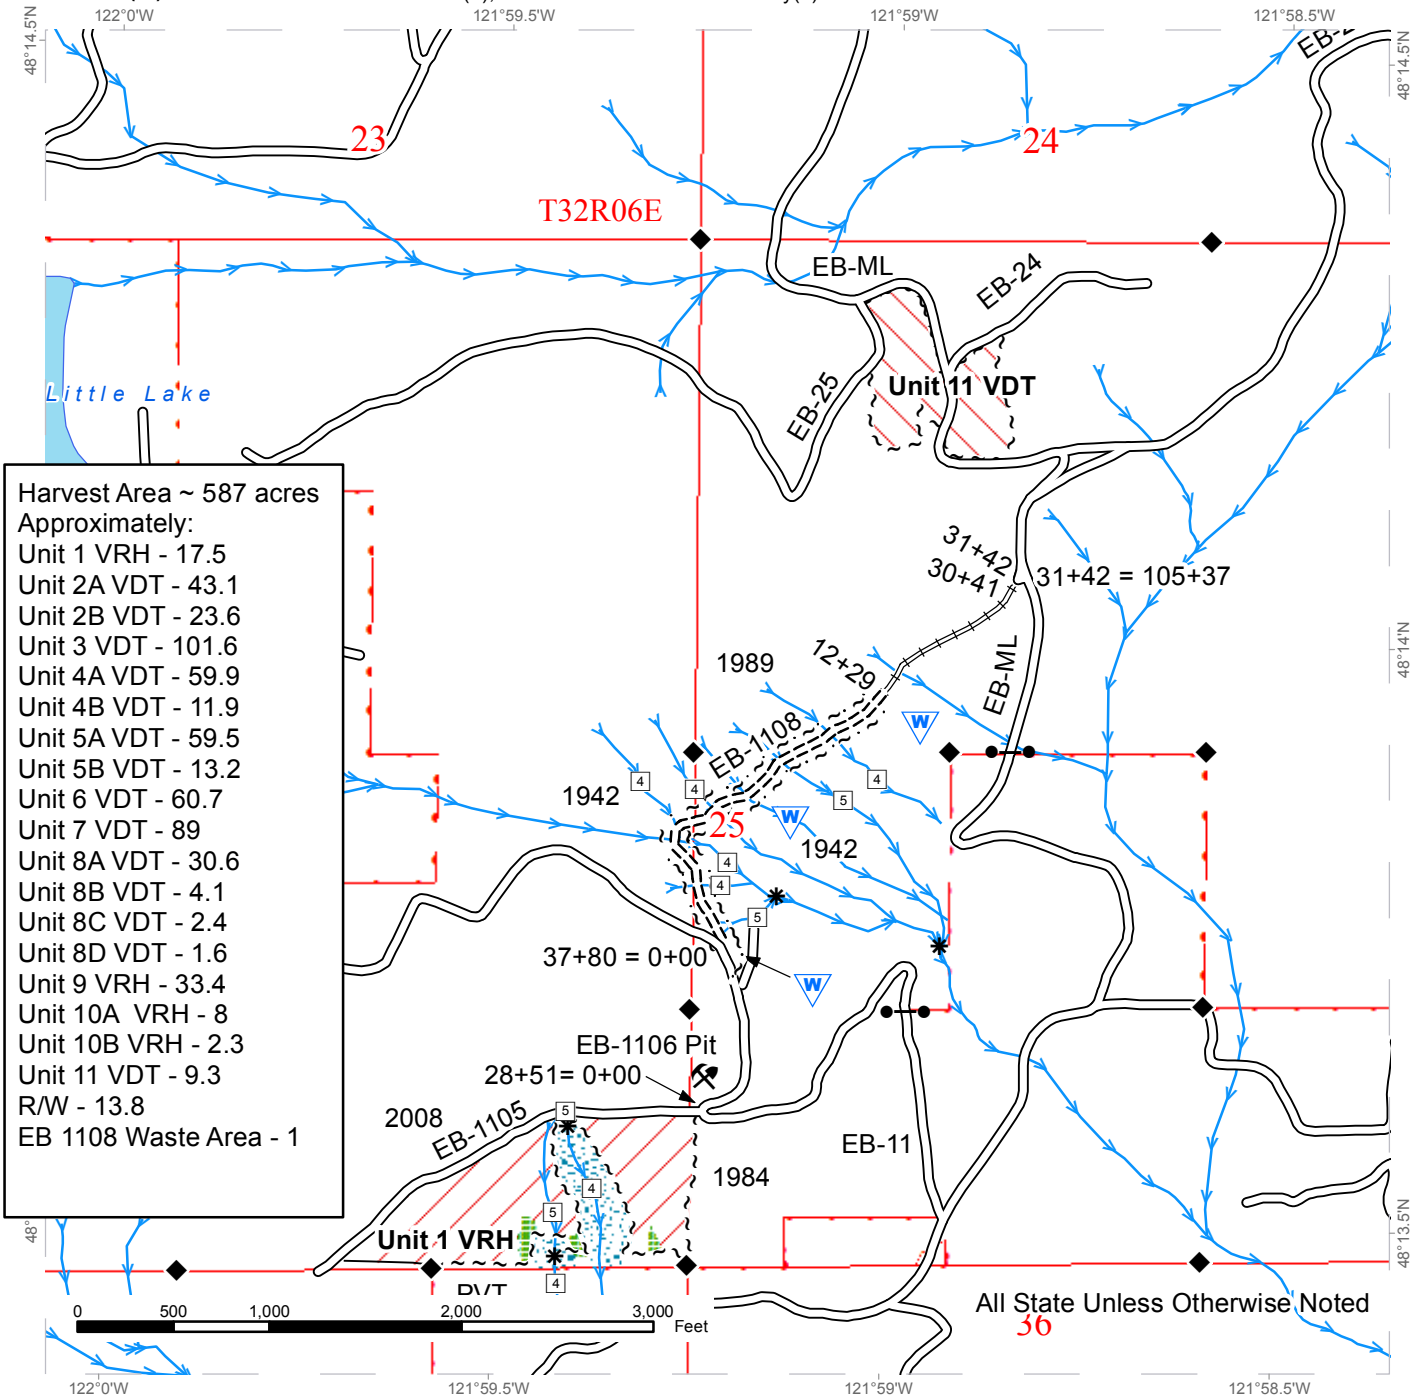 122°0'W
121°59.5'W
121°59'W
121°58.5'W
48°14.5'N
48°14.5'N
23
24
T32R06E
EB-ML
EB-24
Little Lake
Unit 11 VDT
EB-25
Harvest Area ~ 587 acres
Approximately:
Unit 1 VRH - 17.5
Unit 2A VDT - 43.1
Unit 2B VDT - 23.6
Unit 3 VDT - 101.6
Unit 4A VDT - 59.9
Unit 4B VDT - 11.9
Unit 5A VDT - 59.5
Unit 5B VDT - 13.2
Unit 6 VDT - 60.7
Unit 7 VDT - 89
Unit 8A VDT - 30.6
Unit 8B VDT - 4.1
Unit 8C VDT - 2.4
Unit 8D VDT - 1.6
Unit 9 VRH - 33.4
Unit 10A VRH - 8
Unit 10B VRH - 2.3
Unit 11 VDT - 9.3
R/W - 13.8
EB 1108 Waste Area - 1
31+42
30+41
31+42 = 105+37
48°14'N
1989
12+29
EB-ML
W
EB-1108
4
4
4
5
1942
25
W
1942
4
4
5
37+80 = 0+00
W
EB-1106 Pit
28+51= 0+00
2008
EB-1105
5
EB-11
1984
4
5
Unit 1 VRH
48°13.5'N
4
PVT
All State Unless Otherwise Noted
36
0
500
1,000
2,000
3,000
Feet
122°0'W
121°59.5'W
121°59'W
121°58.5'W